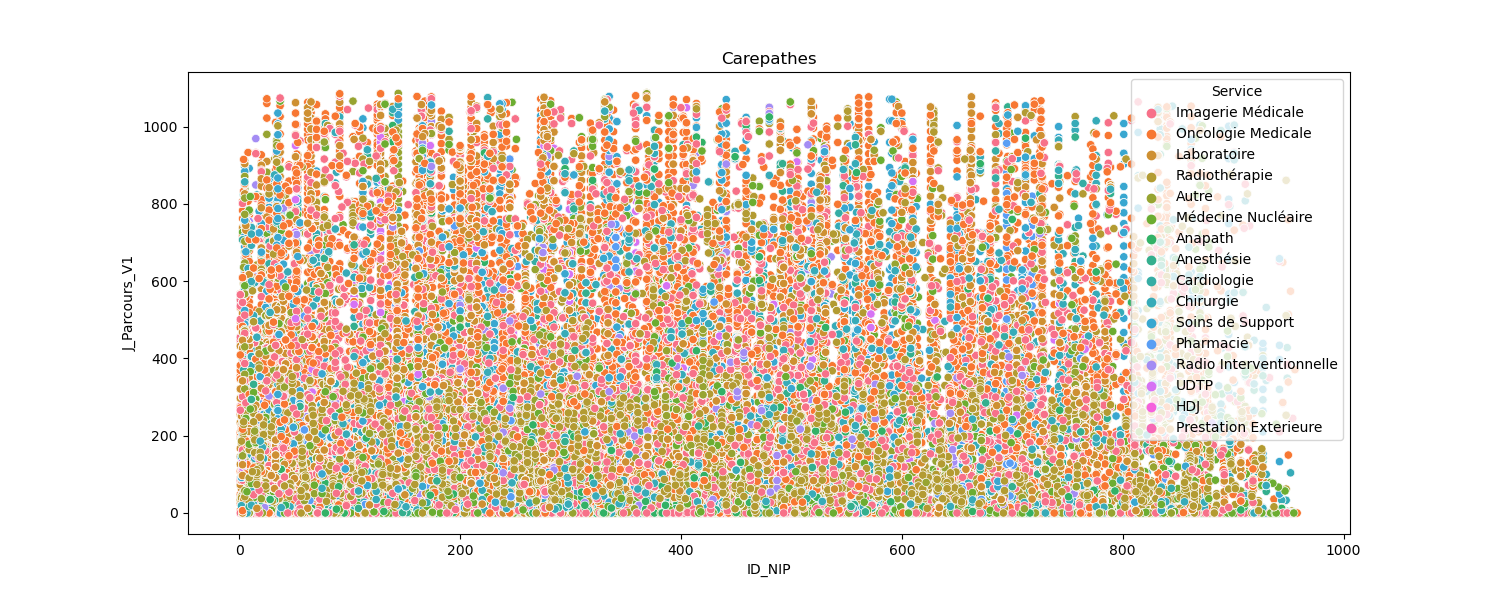 Carepathes
J_Parcours_V1
1000
800
600
400
200
0
0 200 400 600 800 1000
ID_NIP
Service
Imagerie Médicale
Oncologie Medicale
Laboratoire
Radiothérapie
Autre
Médecine Nucléaire
Anapath
Anesthésie
Cardiologie
Chirurgie
Soins de Support
Pharmacie
Radio Interventionnelle
UDTP
HDJ
Prestation Exterieure